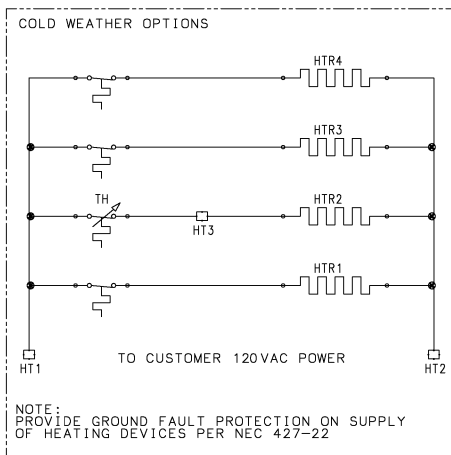 COLD WEATHER OPTIONS
HTR4
HTR3
TH
HTR2
HT3
HTR1
TO CUSTOMER 120VAC POWER
HT1
HT2
NOTE:
PROVIDE GROUND FAULT PROTECTION ON SUPPLY
OF HEATING DEVICES PER NEC 427-22